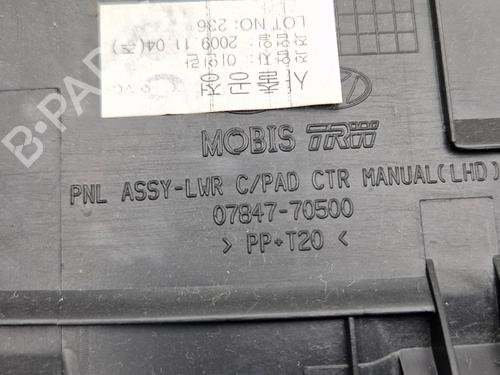 LOT NO: 236
2009 11 04
MOBIS TRW
PNL ASSY-LWR C/PAD CTR MANUAL(LHD)
07847-70500
> PP+T20 <
B-PARTS